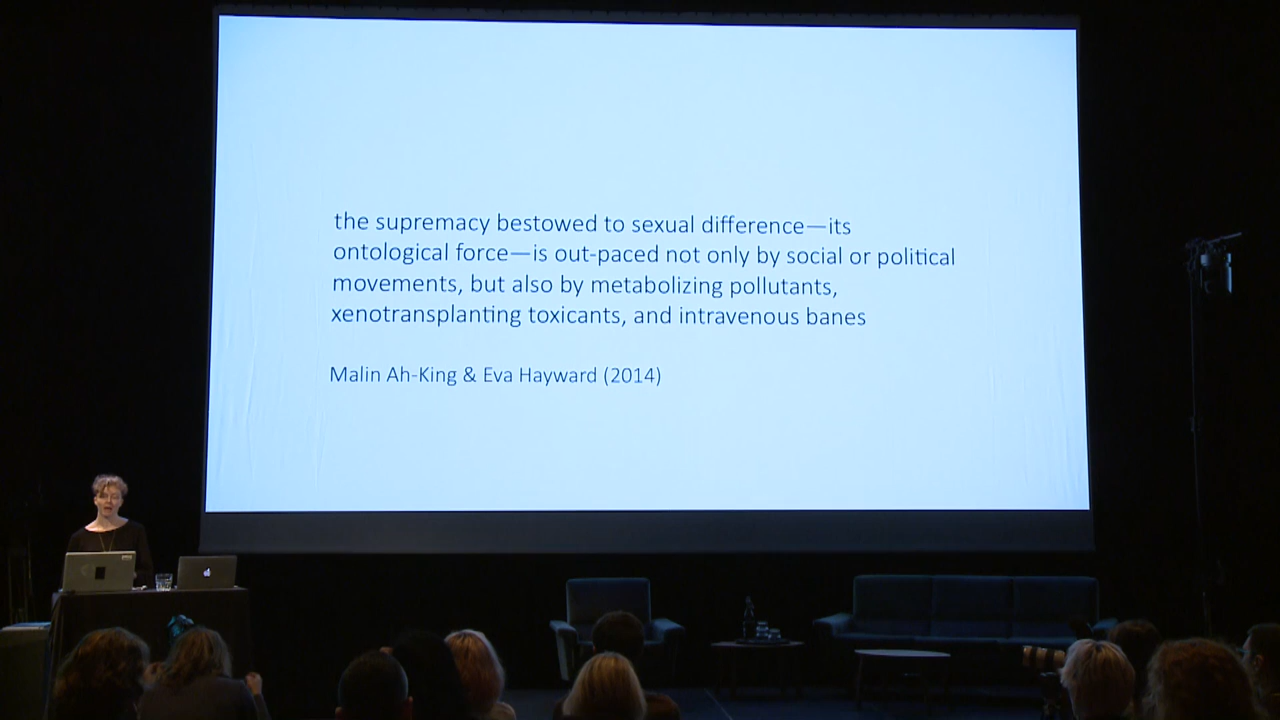 the supremacy bestowed to sexual difference—its
ontological force—is out-paced not only by social or political
movements, but also by metabolizing pollutants,
xenotransplanting toxicants, and intravenous banes
Malin Ah-King & Eva Hayward (2014)